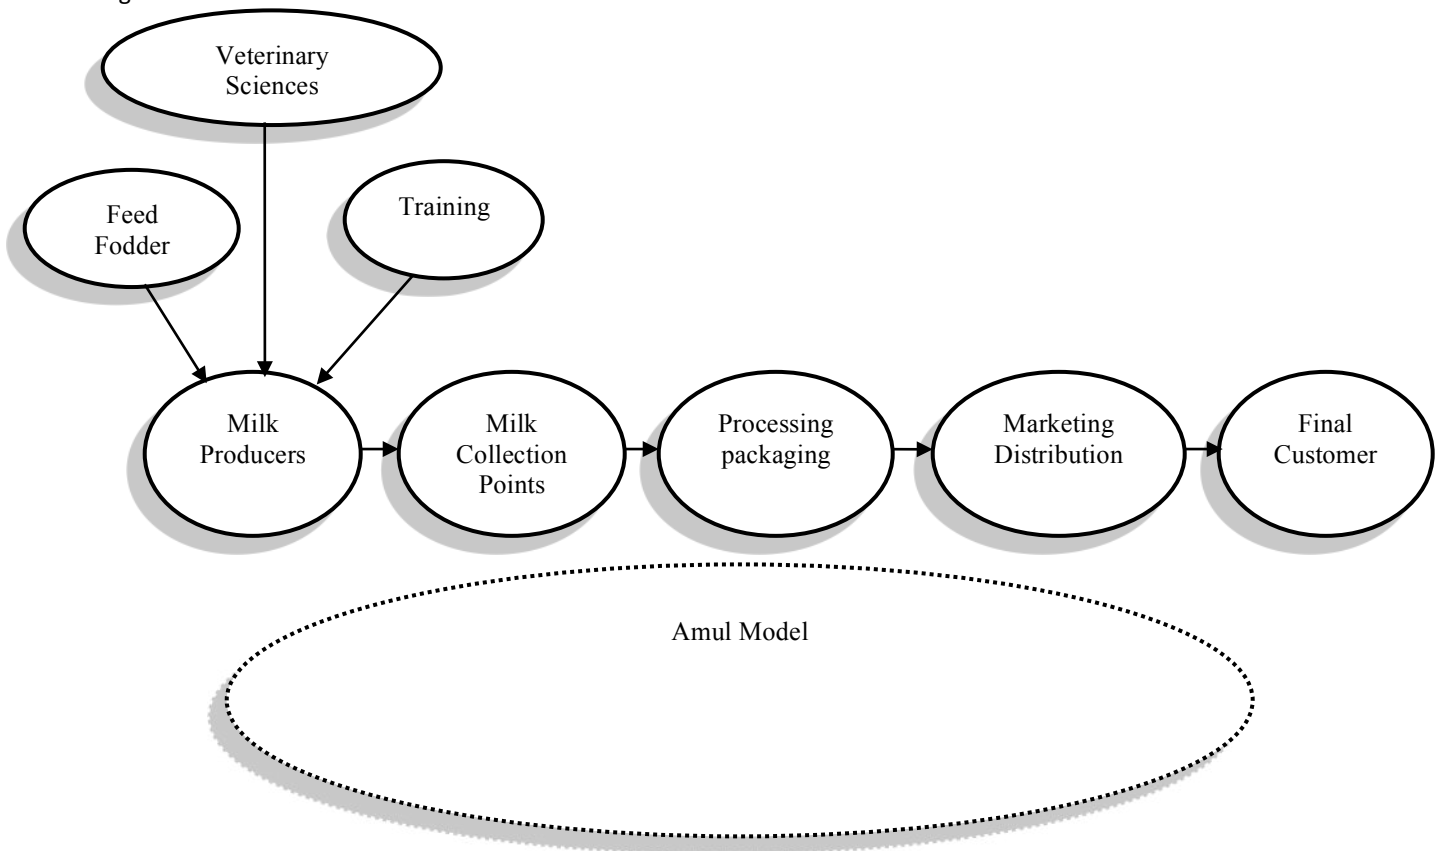 Veterinary
Sciences
Feed
Fodder
Training
Milk
Producers
Milk
Collection
Points
Processing
packaging
Marketing
Distribution
Final
Customer
Amul Model